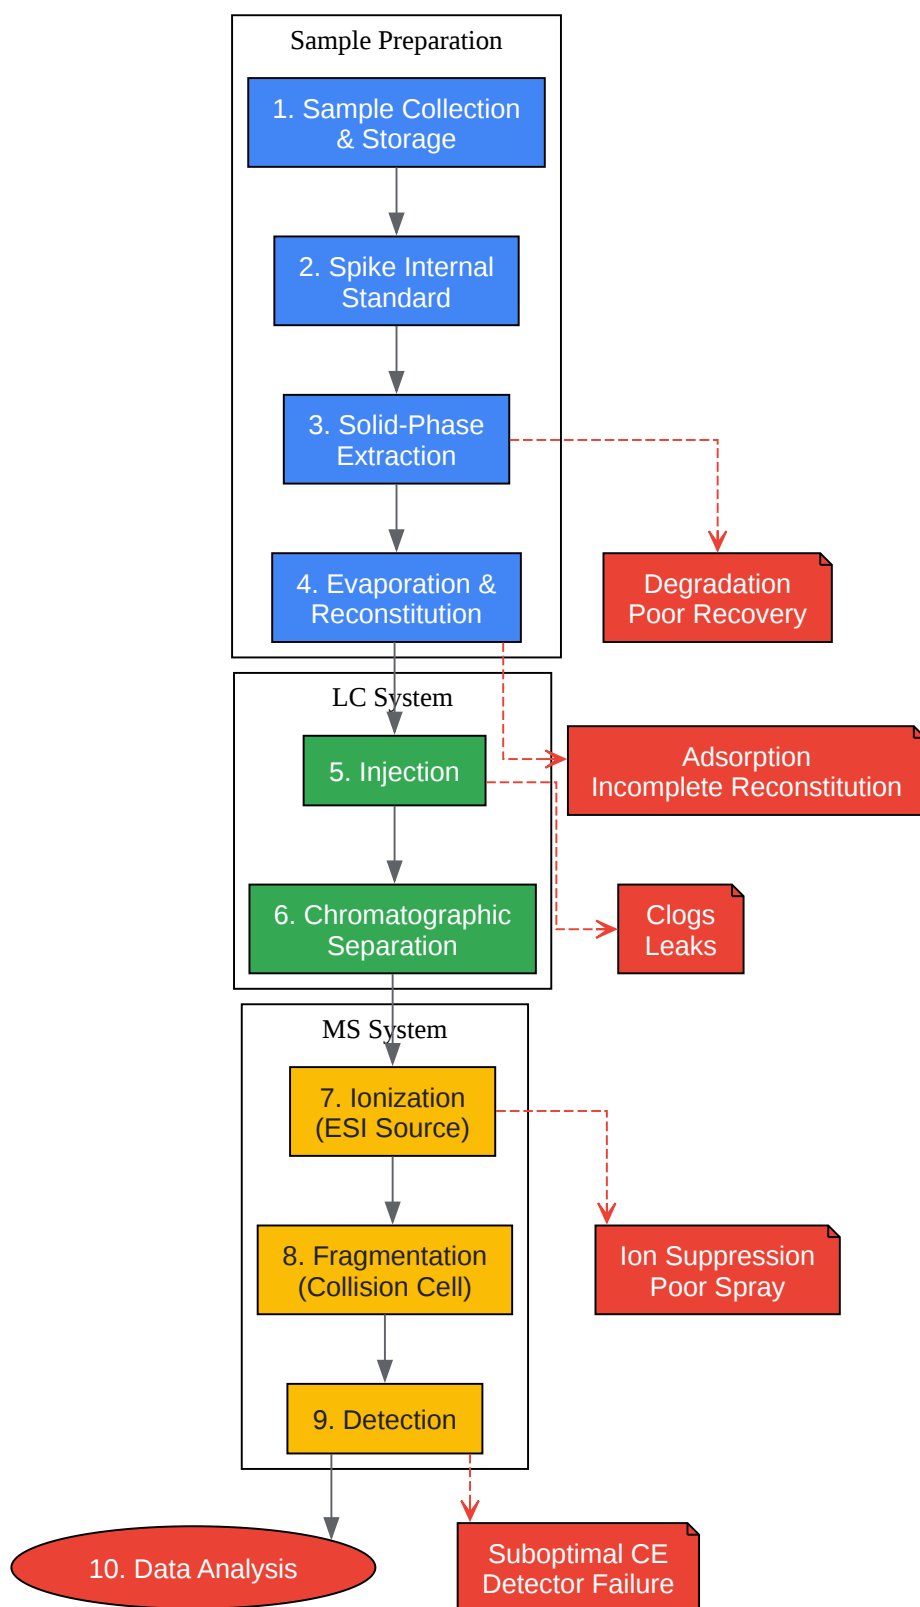 Sample Preparation
1. Sample Collection
& Storage
2. Spike Internal
Standard
3. Solid-Phase
Extraction
4. Evaporation &
Reconstitution
Degradation
Poor Recovery
LC System
5. Injection
Adsorption
Incomplete Reconstitution
6. Chromatographic
Separation
Clogs
Leaks
MS System
7. Ionization
(ESI Source)
8. Fragmentation
(Collision Cell)
Ion Suppression
Poor Spray
9. Detection
10. Data Analysis
Suboptimal CE
Detector Failure